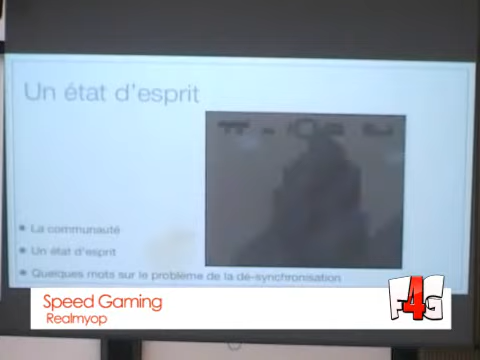 Un état d'esprit
La communauté
Un état d'esprit
Quelques mots sur le problème de la dé-synchronisation
Speed Gaming
Realmyop
F4G